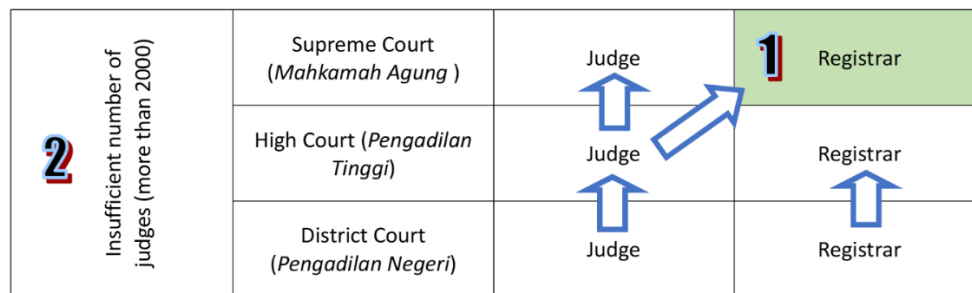 2
Insufficient number of
judges (more than 2000)
Supreme Court
(Mahkamah Agung )
Judge
1
Registrar
High Court (Pengadilan
Tinggi)
Judge
Registrar
District Court
(Pengadilan Negeri)
Judge
Registrar